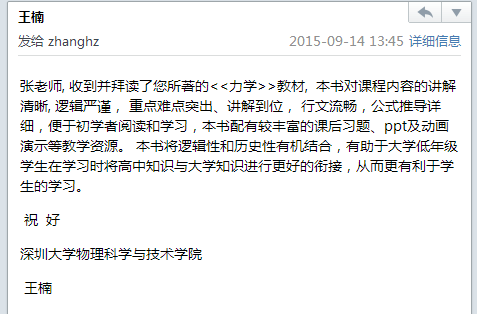 王楠
发给 zhanghz 2015-09-14 13:45 详细信息
张老师, 收到并拜读了您所著的<<力学>>教材, 本书对课程内容的讲解
清晰, 逻辑严谨， 重点难点突出、讲解到位， 行文流畅，公式推导详
细，便于初学者阅读和学习，本书配有较丰富的课后习题、ppt及动画
演示等教学资源。 本书将逻辑性和历史性有机结合，有助于大学低年级
学生在学习时将高中知识与大学知识进行更好的衔接，从而更有利于学
生的学习。
祝 好
深圳大学物理科学与技术学院
王楠